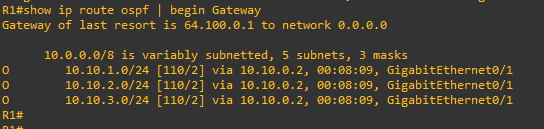 R1#show ip route ospf | begin Gateway
Gateway of last resort is 64.100.0.1 to network 0.0.0.0
10.0.0.0/8 is variably subnetted, 5 subnets, 3 masks
O 10.10.1.0/24 [110/2] via 10.10.0.2, 00:08:09, GigabitEthernet0/1
O 10.10.2.0/24 [110/2] via 10.10.0.2, 00:08:09, GigabitEthernet0/1
O 10.10.3.0/24 [110/2] via 10.10.0.2, 00:08:09, GigabitEthernet0/1
R1#
R1#